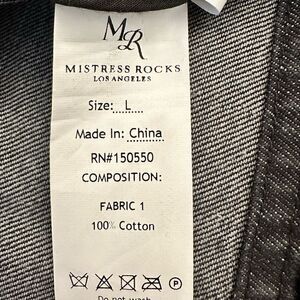 MR
MISTRESS ROCKS
LOS ANGELES
Size: L
Made In: China
RN#150550
COMPOSITION:
FABRIC 1
100% Cotton
P
Do not wash